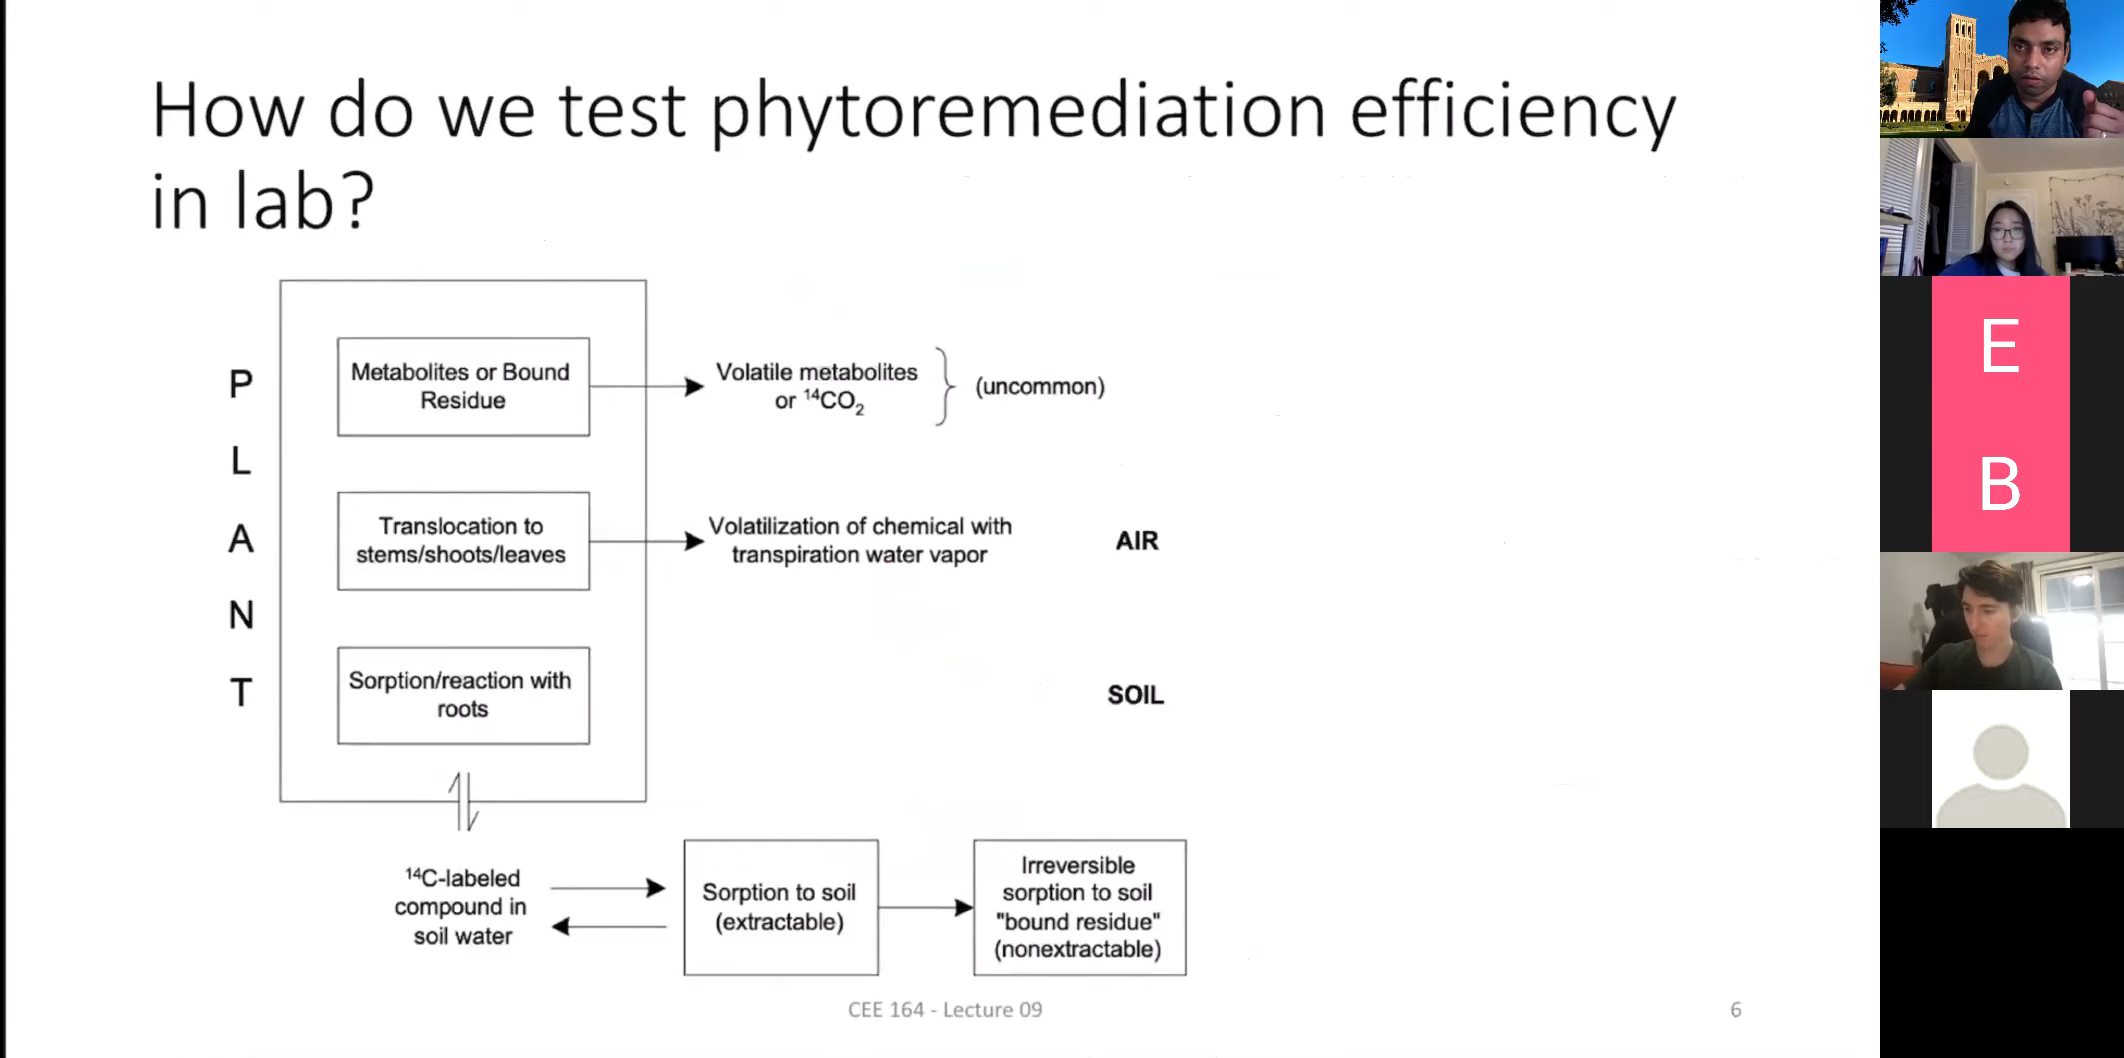 How do we test phytoremediation efficiency
in lab?
P
L
A
N
T
Metabolites or Bound
Residue
Volatile metabolites
or ¹⁴CO₂
(uncommon)
Translocation to
stems/shoots/leaves
Volatilization of chemical with
transpiration water vapor
AIR
Sorption/reaction with
roots
SOIL
¹⁴C-labeled
compound in
soil water
Sorption to soil
(extractable)
Irreversible
sorption to soil
"bound residue"
(nonextractable)
CEE 164 - Lecture 09
6
E
B